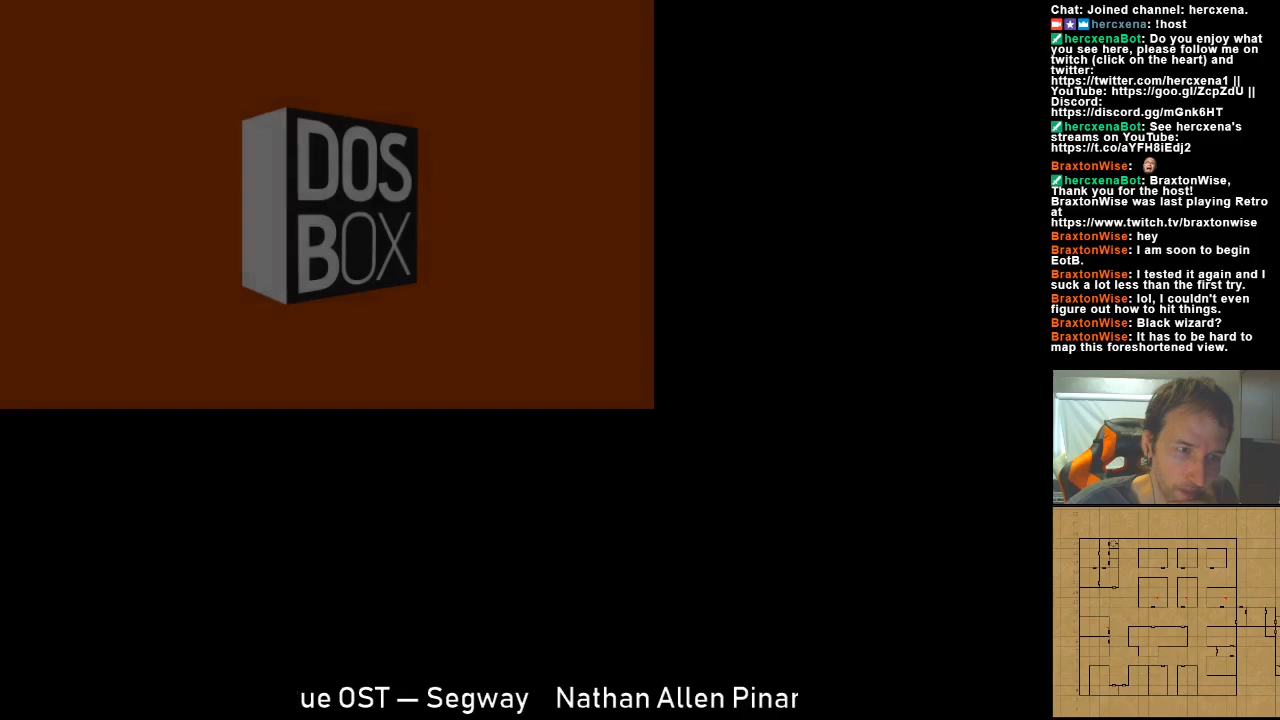 DOS
BOX
Chat: Joined channel: hercxena.
hercxena: !host
hercxenaBot: Do you enjoy what
you see here, please follow me on
twitch (click on the heart) and
twitter:
https://twitter.com/hercxena1 ||
YouTube: https://goo.gl/ZcpZdU ||
Discord:
https://discord.gg/mGnk6HT
hercxenaBot: See hercxena's
streams on YouTube:
https://t.co/aYFH8iEdj2
BraxtonWise:
hercxenaBot: BraxtonWise,
Thank you for the host!
BraxtonWise was last playing Retro
at
https://www.twitch.tv/braxtonwise
BraxtonWise: hey
BraxtonWise: I am soon to begin
EotB.
BraxtonWise: I tested it again and I
suck a lot less than the first try.
BraxtonWise: lol, I couldn't even
figure out how to hit things.
BraxtonWise: Black wizard?
BraxtonWise: It has to be hard to
map this foreshortened view.
ue OST — Segway Nathan Allen Pinar